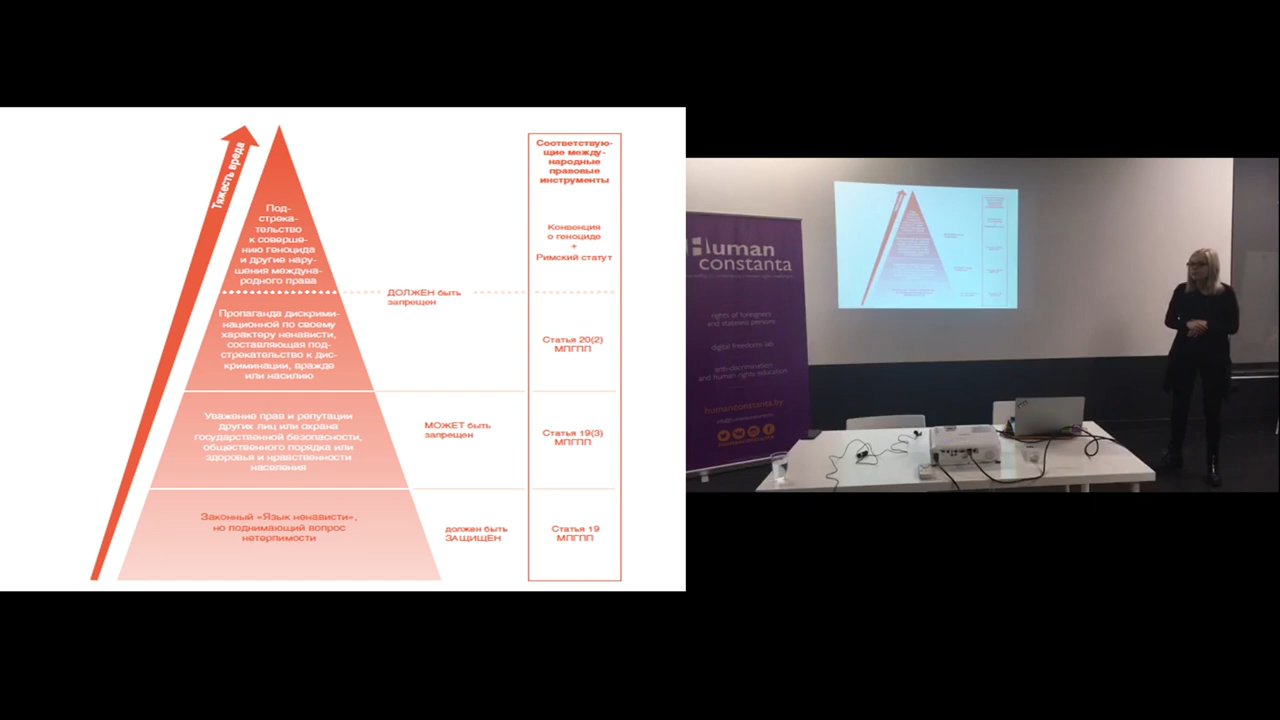 Тяжесть вреда
Под-
стрека-
тельство
к соверше-
нию геноцида
и другие нару-
шения междуна-
родного права
ДОЛЖЕН быть
запрещен
Пропаганда дискрими-
национной по своему
характеру ненависти,
составляющая под-
стрекательство к дис-
криминации, вражде
или насилию
Уважение прав и репутации
других лиц или охрана
государственной безопасности,
общественного порядка или
здоровья и нравственности
населения
МОЖЕТ быть
запрещен
Законный «Язык ненависти»,
но поднимающий вопрос
нетерпимости
должен быть
ЗАЩИЩЕН
Соответствую-
щие между-
народные
правовые
инструменты
Конвенция
о геноциде
+
Римский статут
Статья 20(2)
МПГПП
Статья 19(3)
МПГПП
Статья 19
МПГПП
Human
constanta
rights of foreigners
and stateless persons
digital freedoms lab
anti-discrimination
and human rights education
humanconstanta.by